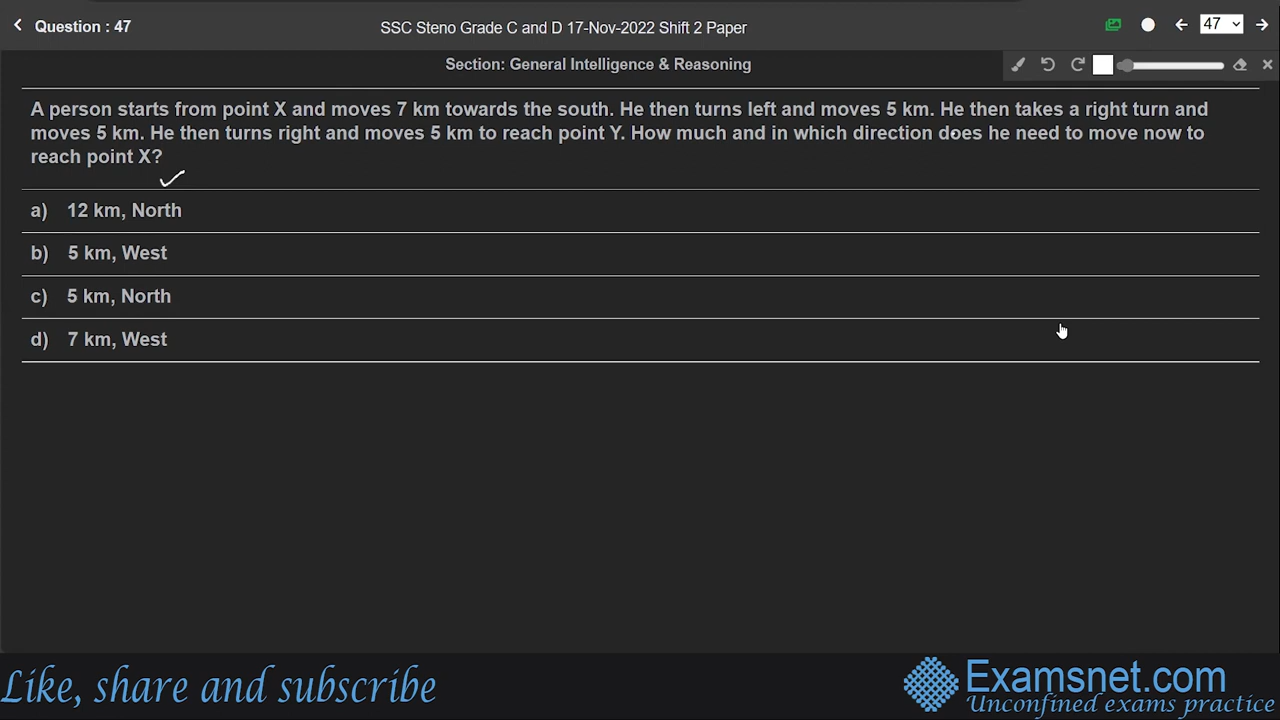 Question : 47
SSC Steno Grade C and D 17-Nov-2022 Shift 2 Paper
47
Section: General Intelligence & Reasoning
A person starts from point X and moves 7 km towards the south. He then turns left and moves 5 km. He then takes a right turn and
moves 5 km. He then turns right and moves 5 km to reach point Y. How much and in which direction does he need to move now to
reach point X?
a) 12 km, North
b) 5 km, West
c) 5 km, North
d) 7 km, West
Like, share and subscribe
Examsnet.com
Unconfined exams practice